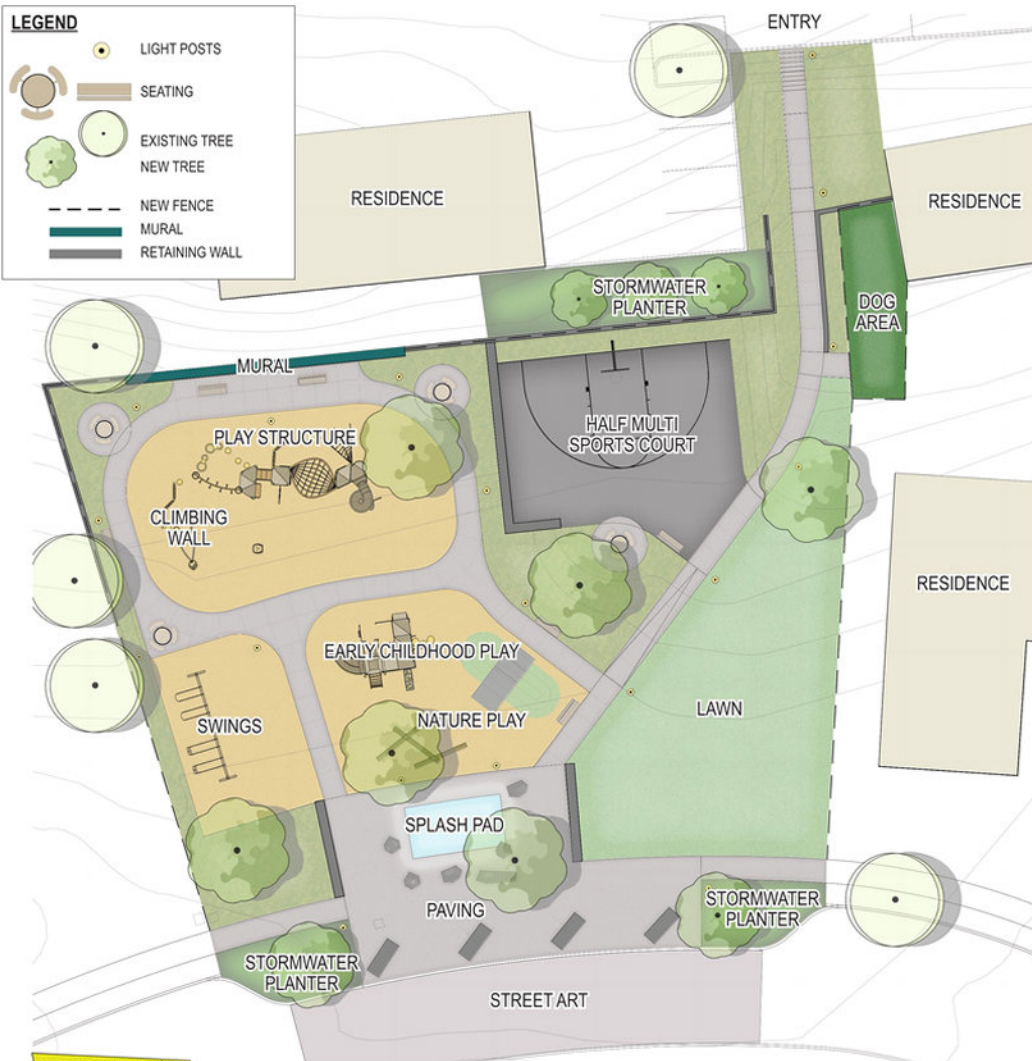 LEGEND
LIGHT POSTS
SEATING
EXISTING TREE
NEW TREE
NEW FENCE
MURAL
RETAINING WALL
ENTRY
RESIDENCE
RESIDENCE
STORMWATER
PLANTER
DOG
AREA
MURAL
PLAY STRUCTURE
HALF MULTI
SPORTS COURT
CLIMBING
WALL
RESIDENCE
EARLY CHILDHOOD PLAY
NATURE PLAY
SWINGS
LAWN
SPLASH PAD
PAVING
STORMWATER
PLANTER
STORMWATER
PLANTER
STREET ART